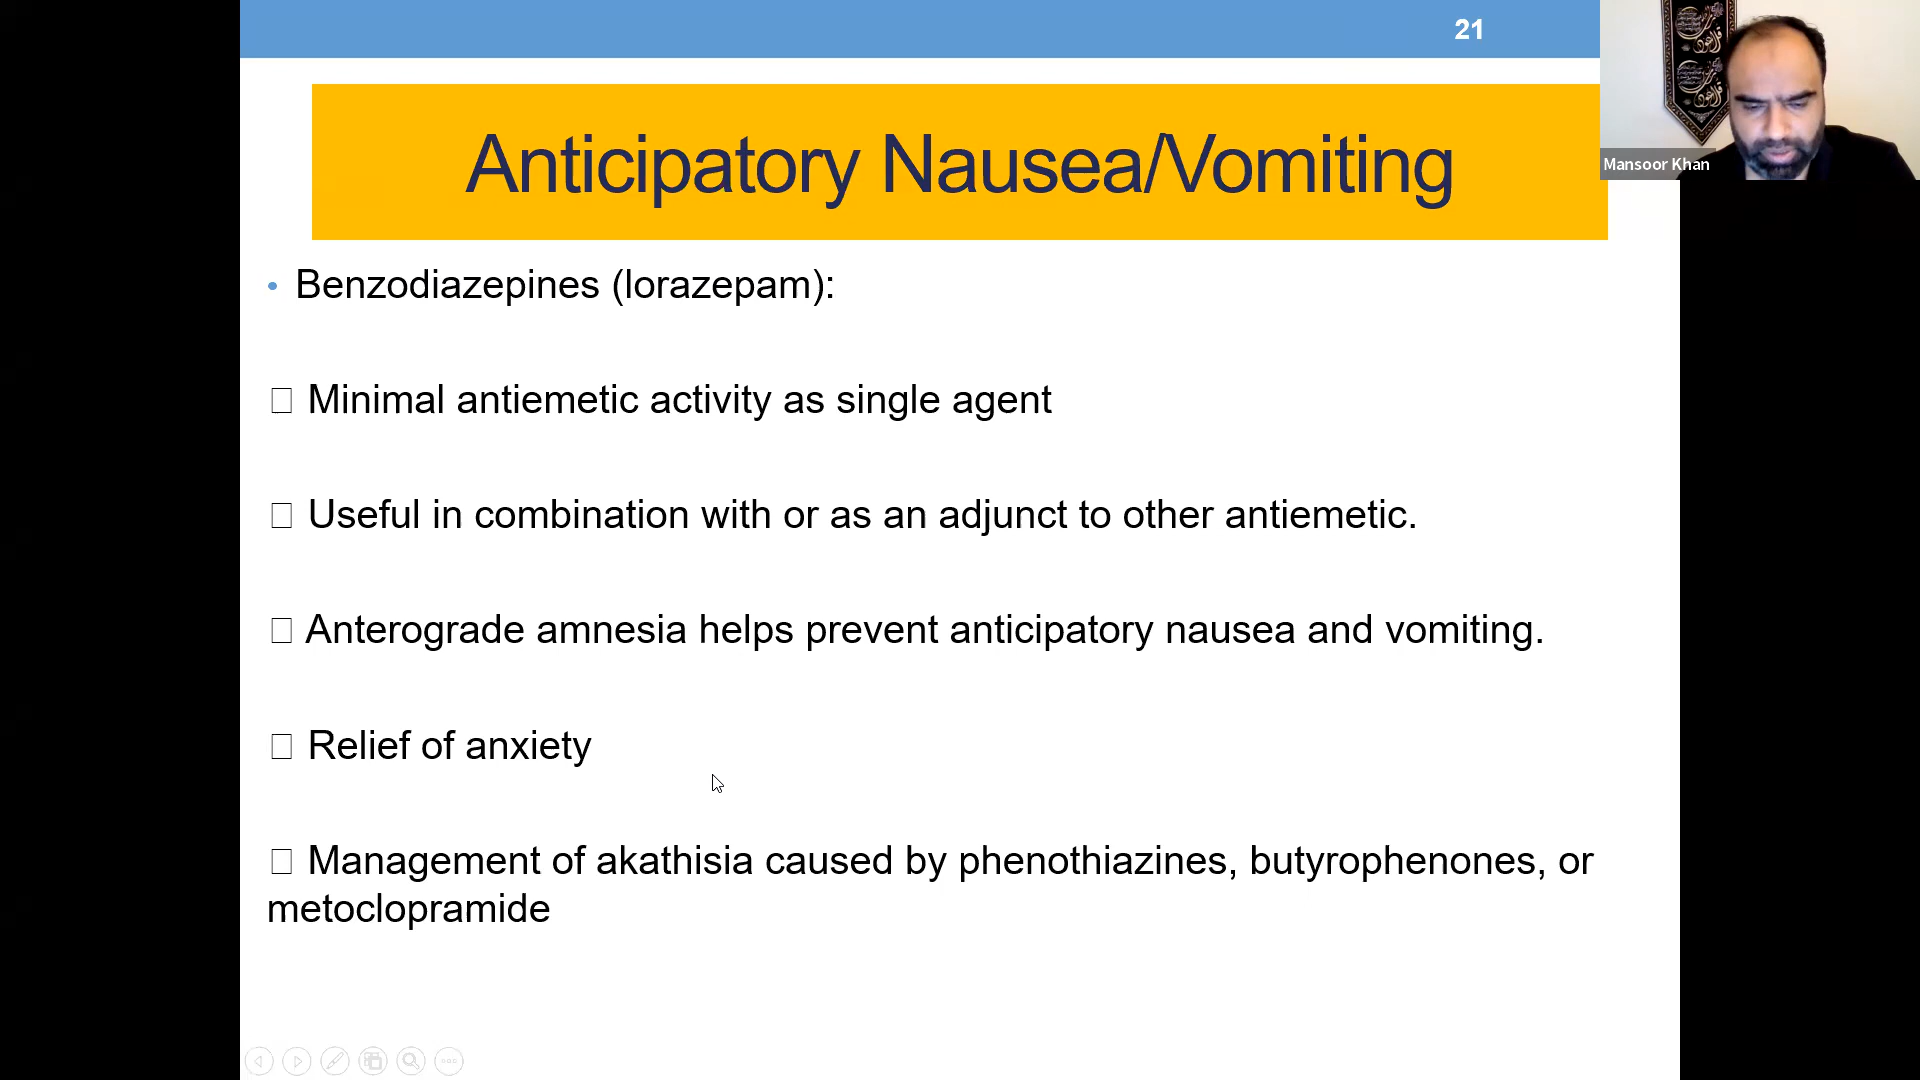 21
Anticipatory Nausea/Vomiting
Mansoor Khan
• Benzodiazepines (lorazepam):
□ Minimal antiemetic activity as single agent
□ Useful in combination with or as an adjunct to other antiemetic.
□ Anterograde amnesia helps prevent anticipatory nausea and vomiting.
□ Relief of anxiety
□ Management of akathisia caused by phenothiazines, butyrophenones, or
metoclopramide